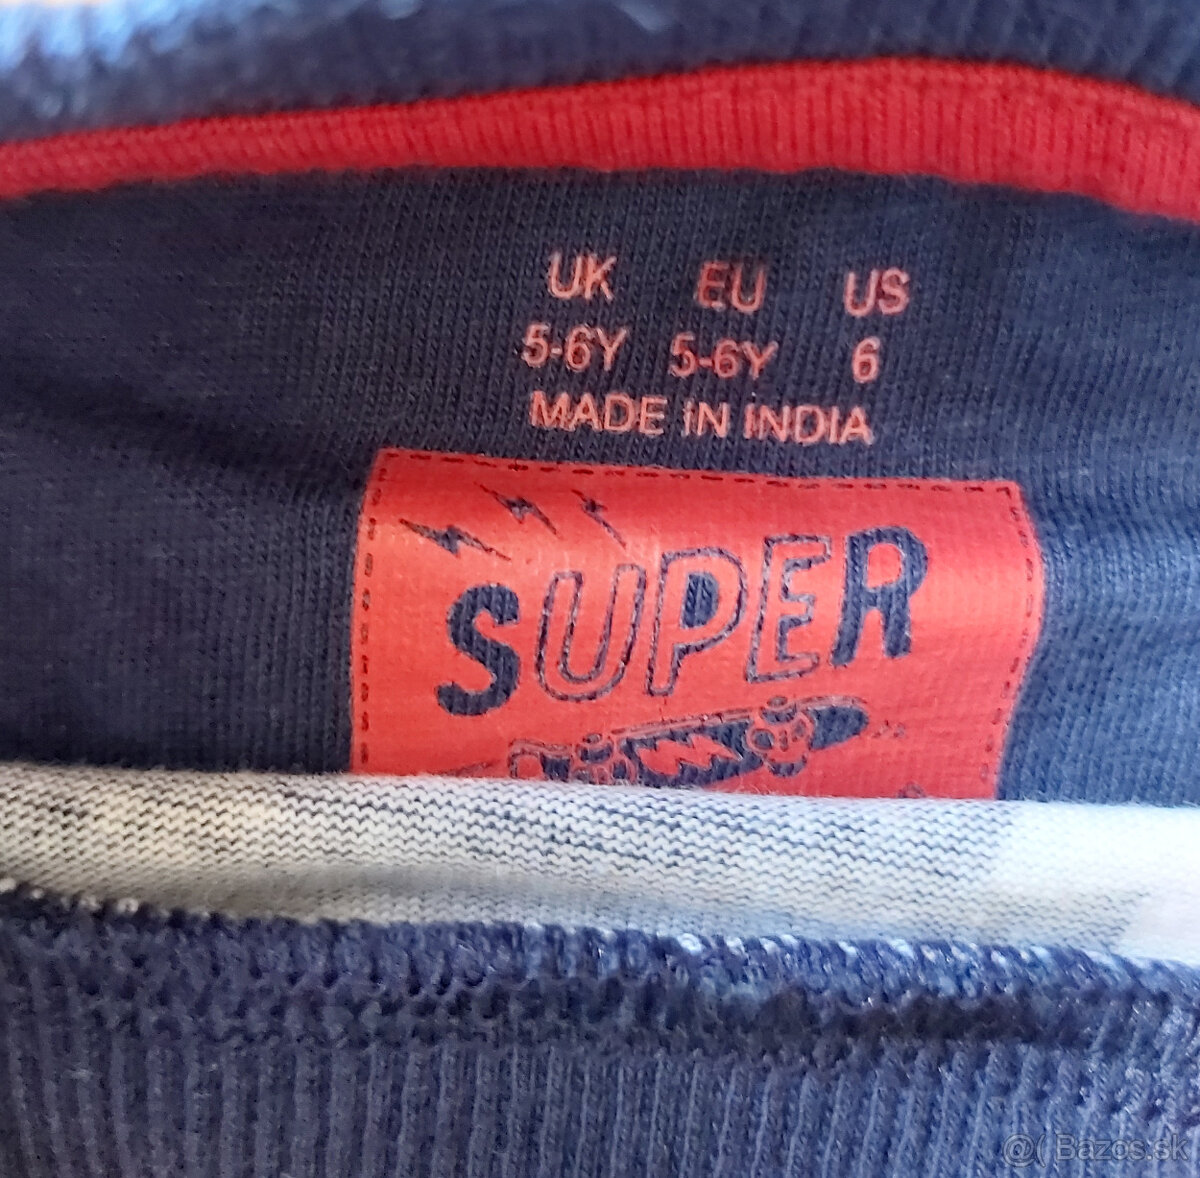 UK EU US
5-6Y 5-6Y 6
MADE IN INDIA
SUPER
@( Bazos.sk